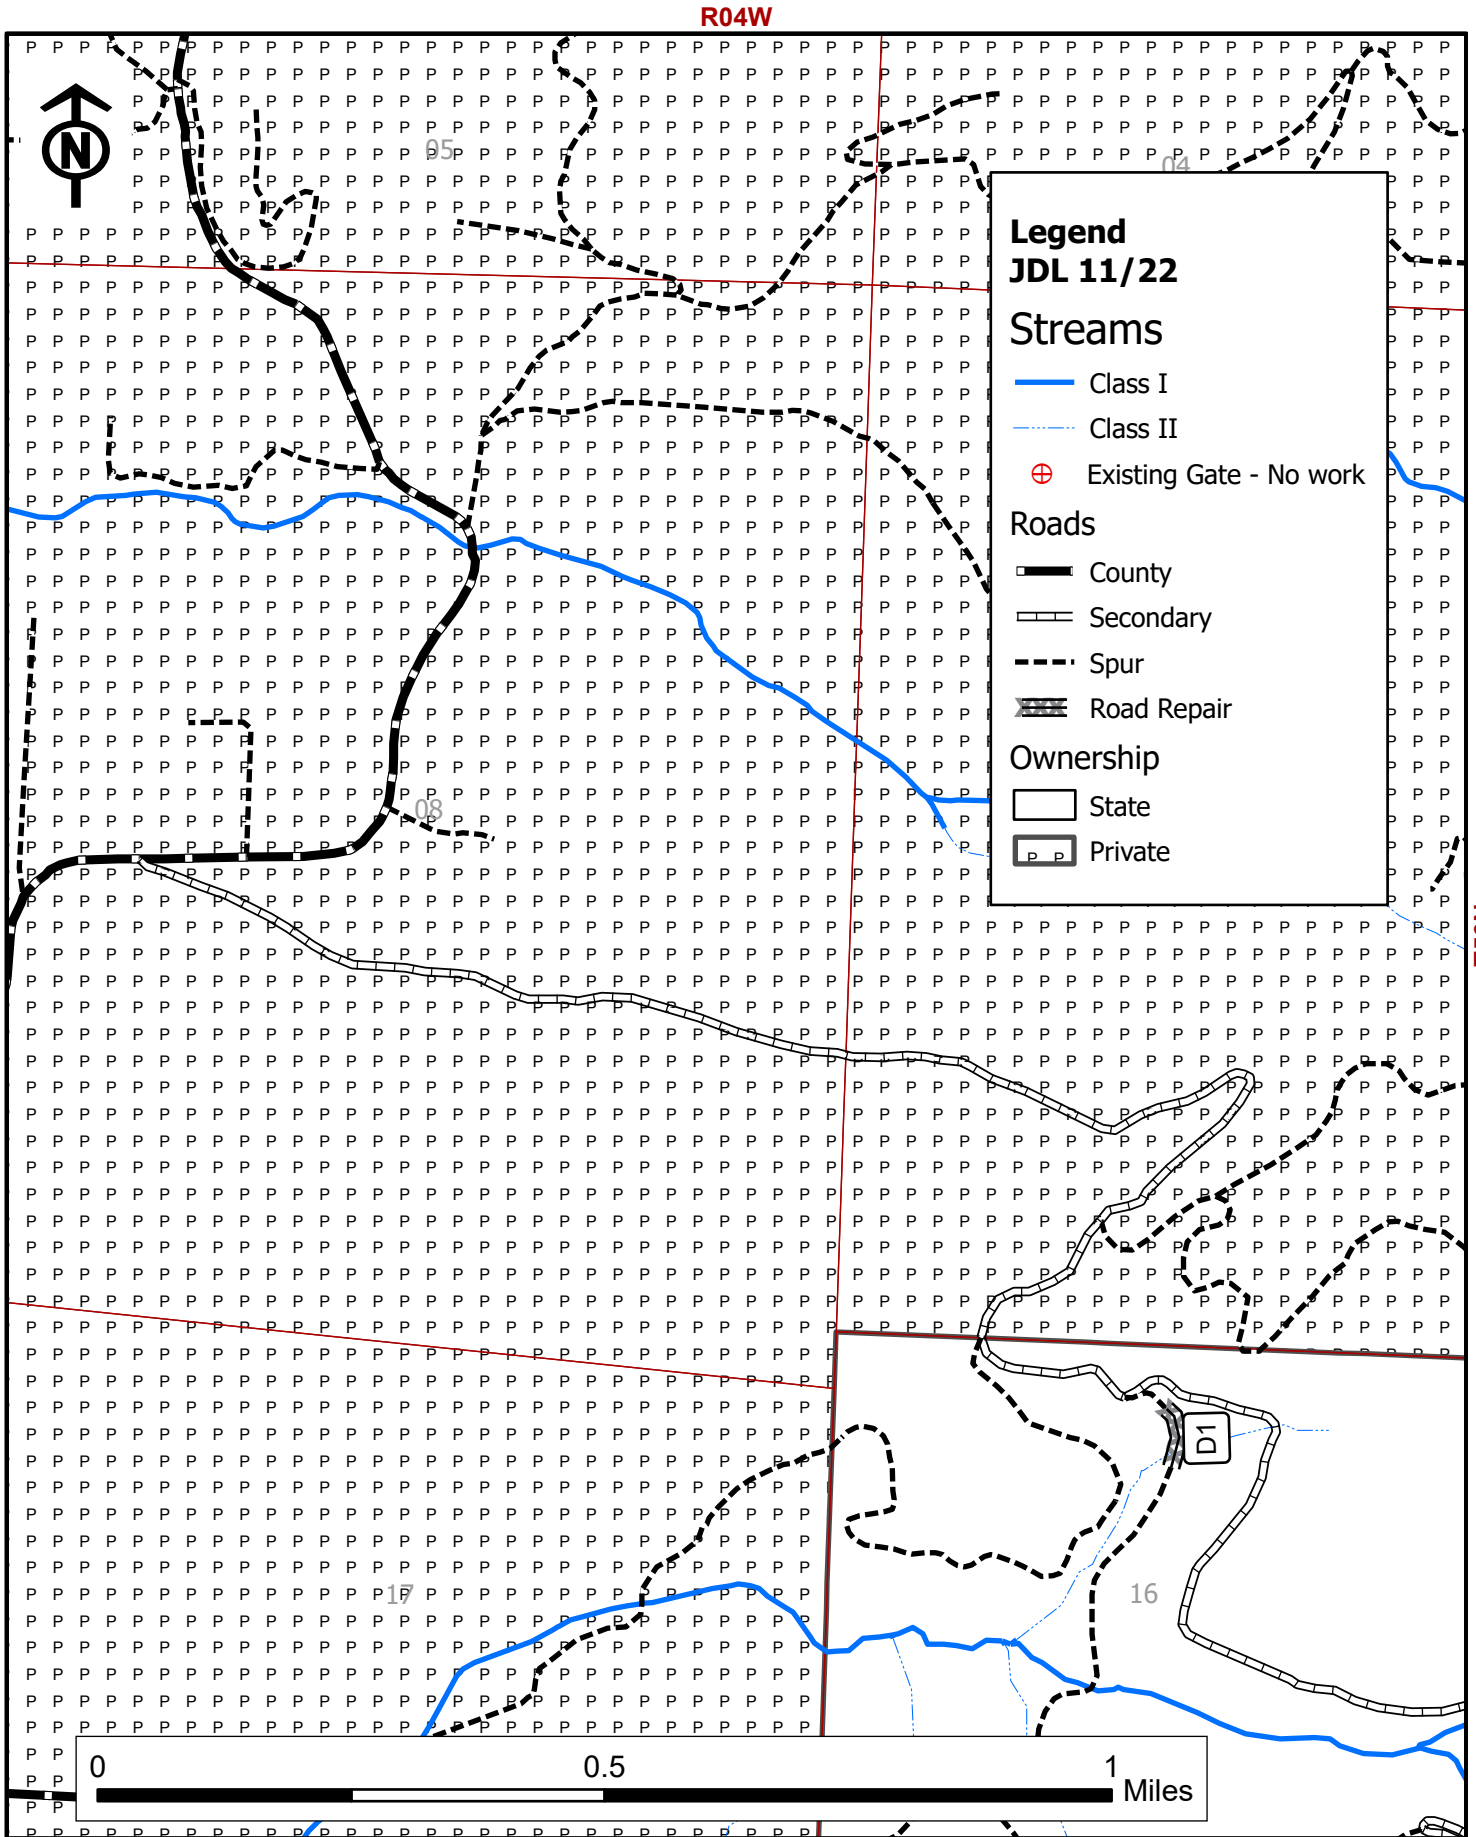 R04W
N
05
04
Legend
JDL 11/22
Streams
Class I
Class II
Existing Gate - No work
Roads
County
Secondary
Spur
Road Repair
Ownership
State
P P
Private
08
D1
17
16
0
0.5
1
Miles